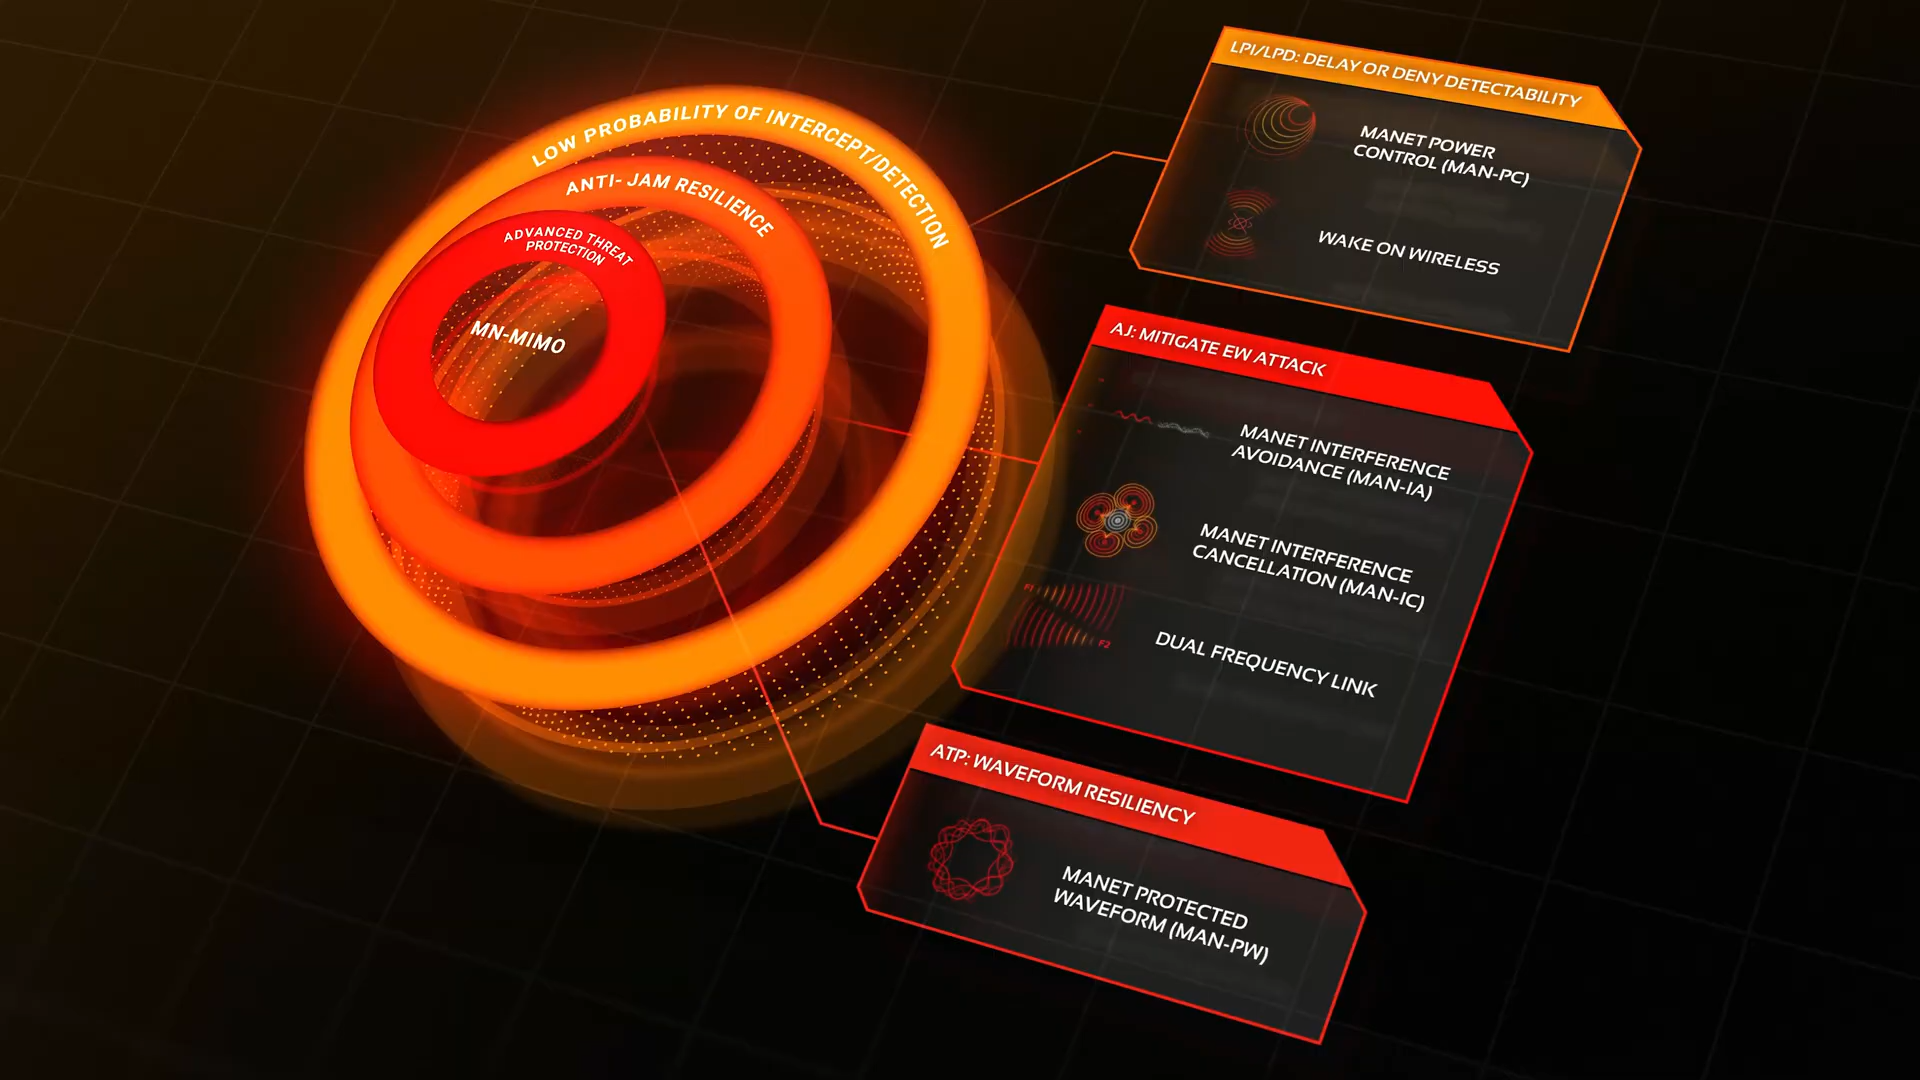 LOW PROBABILITY OF INTERCEPT/DETECTION
ANTI- JAM RESILIENCE
ADVANCED THREAT
PROTECTION
MN-MIMO
LPI/LPD: DELAY OR DENY DETECTABILITY
MANET POWER
CONTROL (MAN-PC)
WAKE ON WIRELESS
AJ: MITIGATE EW ATTACK
MANET INTERFERENCE
AVOIDANCE (MAN-IA)
MANET INTERFERENCE
CANCELLATION (MAN-IC)
F1
F2
DUAL FREQUENCY LINK
ATP: WAVEFORM RESILIENCY
MANET PROTECTED
WAVEFORM (MAN-PW)